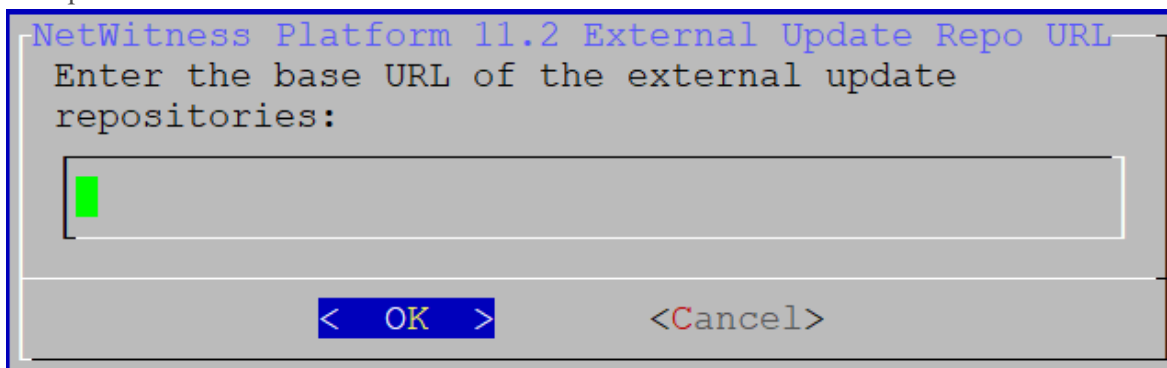 NetWitness Platform 11.2 External Update Repo URL
Enter the base URL of the external update
repositories:
< OK > <Cancel>